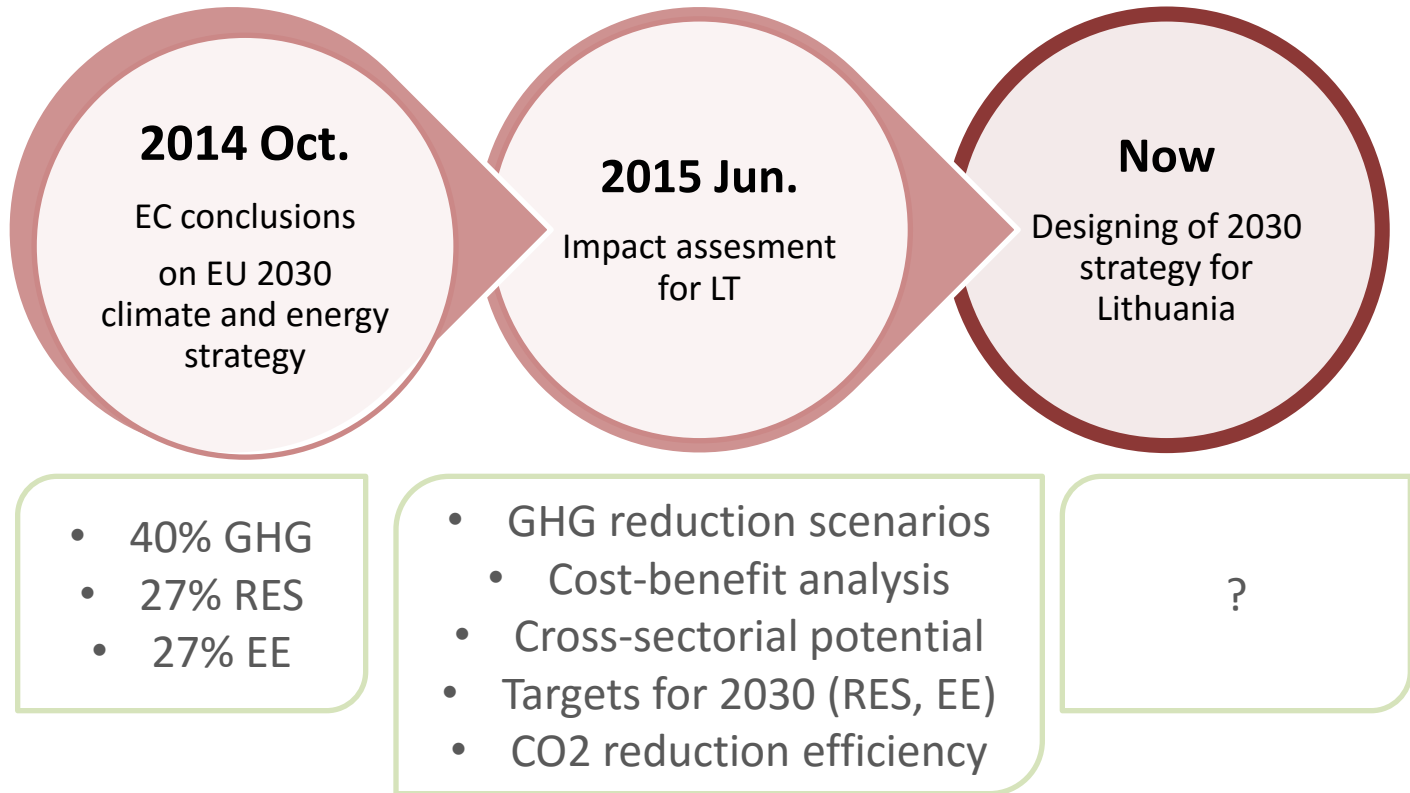 2014 Oct.
EC conclusions
on EU 2030
climate and energy
strategy
2015 Jun.
Impact assesment
for LT
Now
Designing of 2030
strategy for
Lithuania
• 40% GHG
• 27% RES
• 27% EE
• GHG reduction scenarios
• Cost-benefit analysis
• Cross-sectorial potential
• Targets for 2030 (RES, EE)
• CO2 reduction efficiency
?